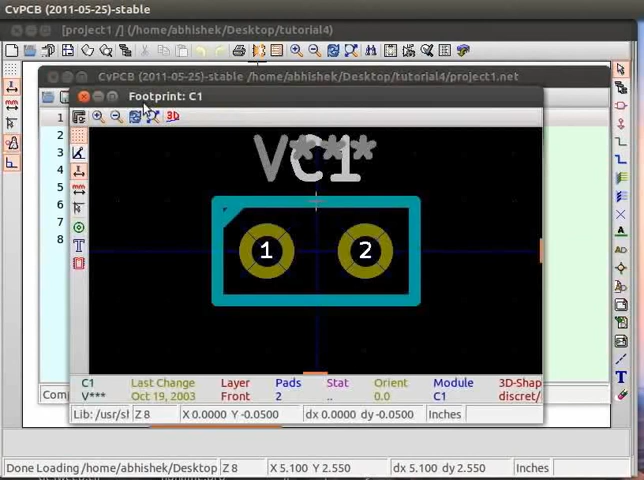 CvPCB (2011-05-25)-stable
[project1 /] (/home/abhishek/Desktop/tutorial4)
CvPCB (2011-05-25)-stable /home/abhishek/Desktop/tutorial4/project1.net
Footprint: C1
3D
1
2
3
4
5
6
7
8
V***
C1
1
2
C1 Last Change Layer Pads Stat Orient Module 3D-Shap
V*** Oct 19, 2003 Front 2 .. 0.0 C1 discret/
Com
Lib: /usr/sl Z 8 X 0.0000 Y -0.0500 dx 0.0000 dy -0.0500 Inches
Done Loading /home/abhishek/Desktop Z 8 X 5.100 Y 2.550 dx 5.100 dy 2.550 Inches